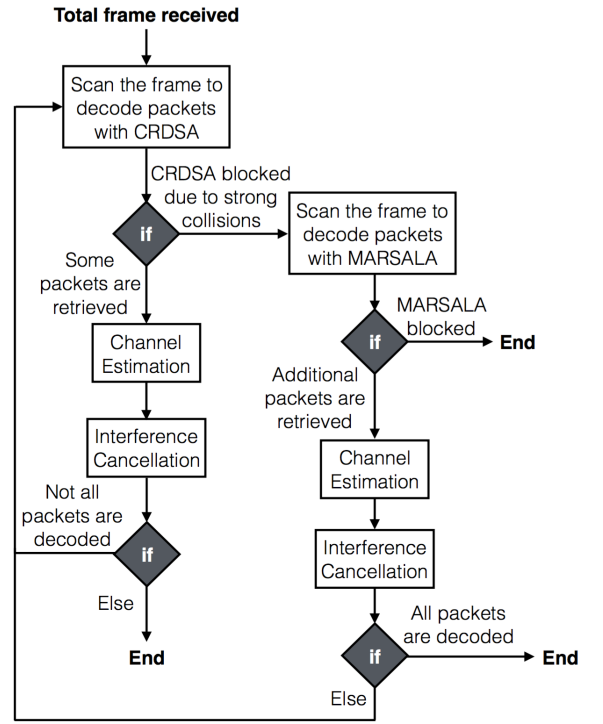 Total frame received
Scan the frame to
decode packets
with CRDSA
CRDSA blocked
due to strong
collisions
if
Some
packets are
retrieved
Channel
Estimation
Interference
Cancellation
Not all
packets are
decoded
if
Else
End
Scan the frame to
decode packets
with MARSALA
if
MARSALA
blocked
End
Additional
packets are
retrieved
Channel
Estimation
Interference
Cancellation
if
All packets
are decoded
End
Else